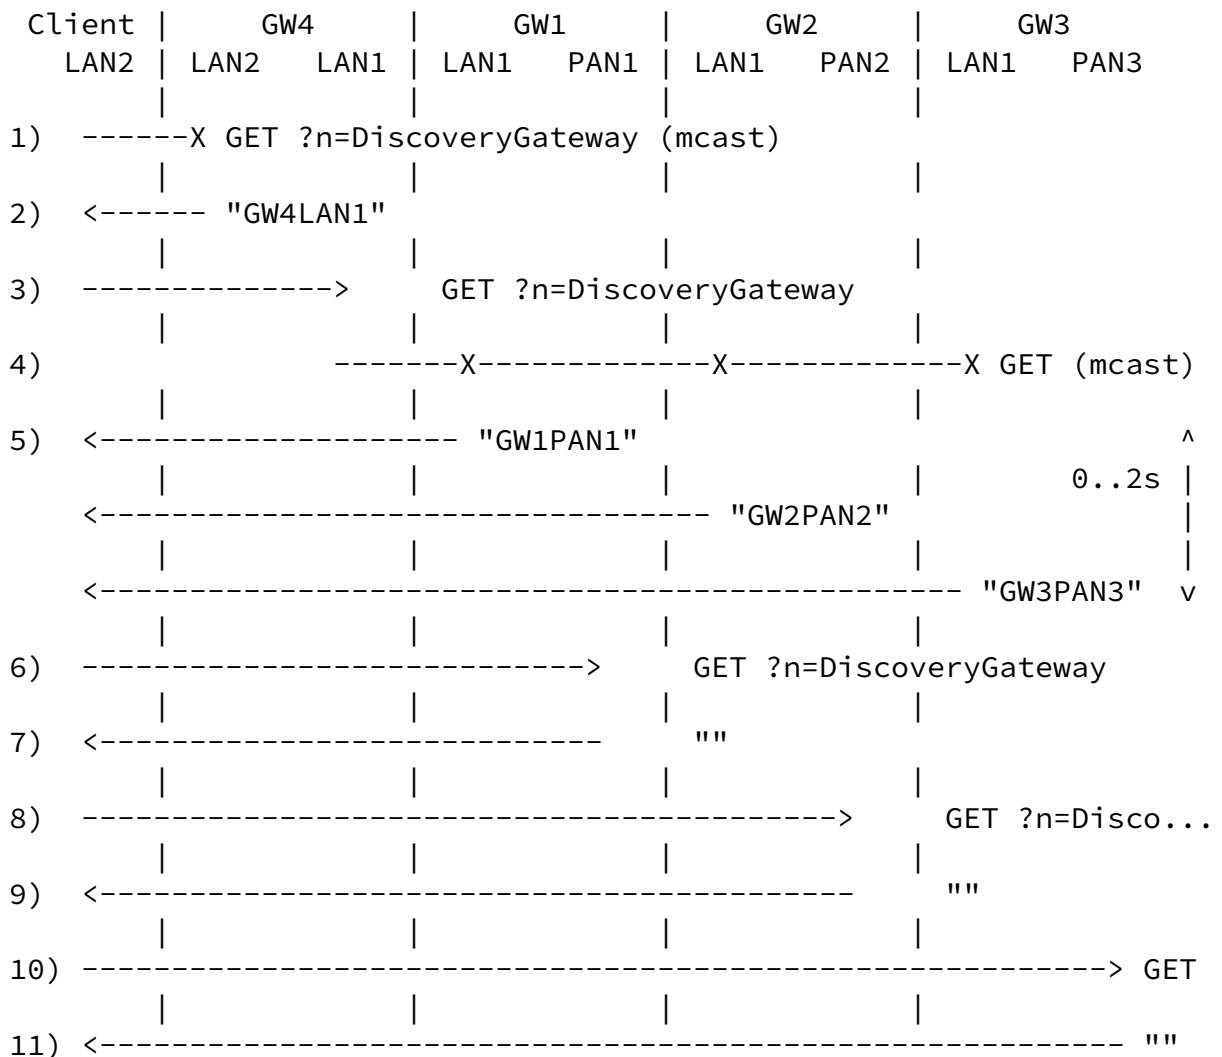 Client |     GW4     |     GW1     |     GW2     |     GW3
   LAN2 | LAN2   LAN1 | LAN1   PAN1 | LAN1   PAN2 | LAN1   PAN3
        |             |             |             |
1)  ------X GET ?n=DiscoveryGateway (mcast)
        |             |             |             |
2)  <------ "GW4LAN1"
        |             |             |             |
3)  -------------->     GET ?n=DiscoveryGateway
        |             |             |             |
4)                -------X-------------X-------------X GET (mcast)
        |             |             |             |
5)  <-------------------- "GW1PAN1"                              ^
        |             |             |             |        0..2s |
    <---------------------------------- "GW2PAN2"                |
        |             |             |             |              |
    <------------------------------------------------ "GW3PAN3"  v
        |             |             |             |
6)  ---------------------------->     GET ?n=DiscoveryGateway
        |             |             |             |
7)  <----------------------------     ""
        |             |             |             |
8)  ------------------------------------------>     GET ?n=Disco...
        |             |             |             |
9)  <------------------------------------------     ""
        |             |             |             |
10) ---------------------------------------------------------> GET
        |             |             |             |
11) <--------------------------------------------------------- ""